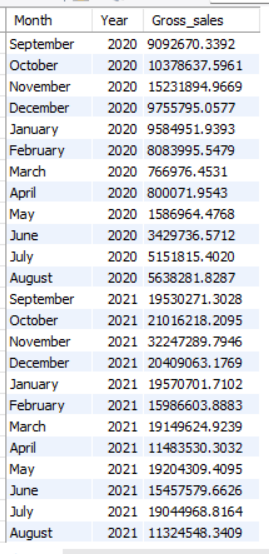 Month Year Gross_sales
September 2020 9092670.3392
October 2020 10378637.5961
November 2020 15231894.9669
December 2020 9755795.0577
January 2020 9584951.9393
February 2020 8083995.5479
March 2020 766976.4531
April 2020 800071.9543
May 2020 1586964.4768
June 2020 3429736.5712
July 2020 5151815.4020
August 2020 5638281.8287
September 2021 19530271.3028
October 2021 21016218.2095
November 2021 32247289.7946
December 2021 20409063.1769
January 2021 19570701.7102
February 2021 15986603.8883
March 2021 19149624.9239
April 2021 11483530.3032
May 2021 19204309.4095
June 2021 15457579.6626
July 2021 19044968.8164
August 2021 11324548.3409